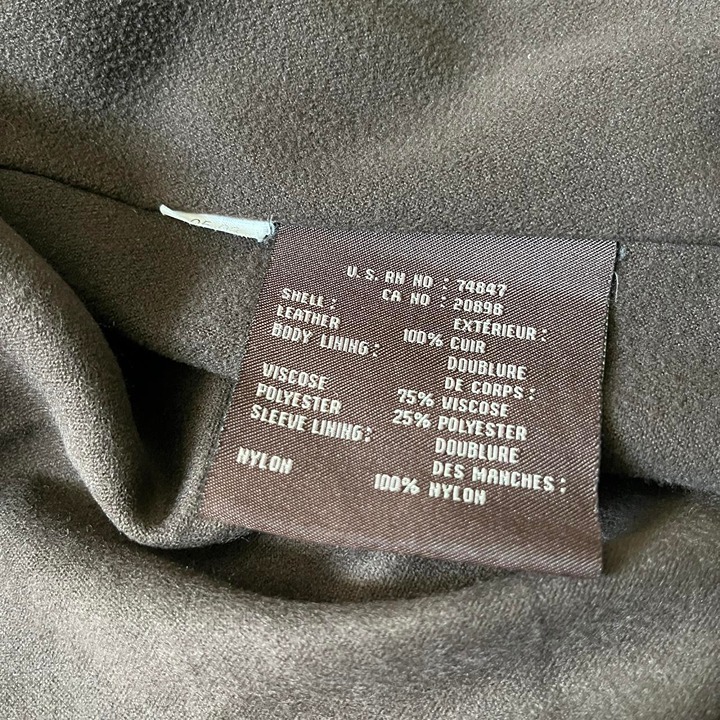 U.S. RN NO : 74847
CA NO : 20898
SHELL: EXTÉRIEUR:
LEATHER 100% CUIR
BODY LINING: DOUBLURE
DE CORPS:
VISCOSE 75% VISCOSE
POLYESTER 25% POLYESTER
SLEEVE LINING: DOUBLURE
DES MANCHES:
NYLON 100% NYLON